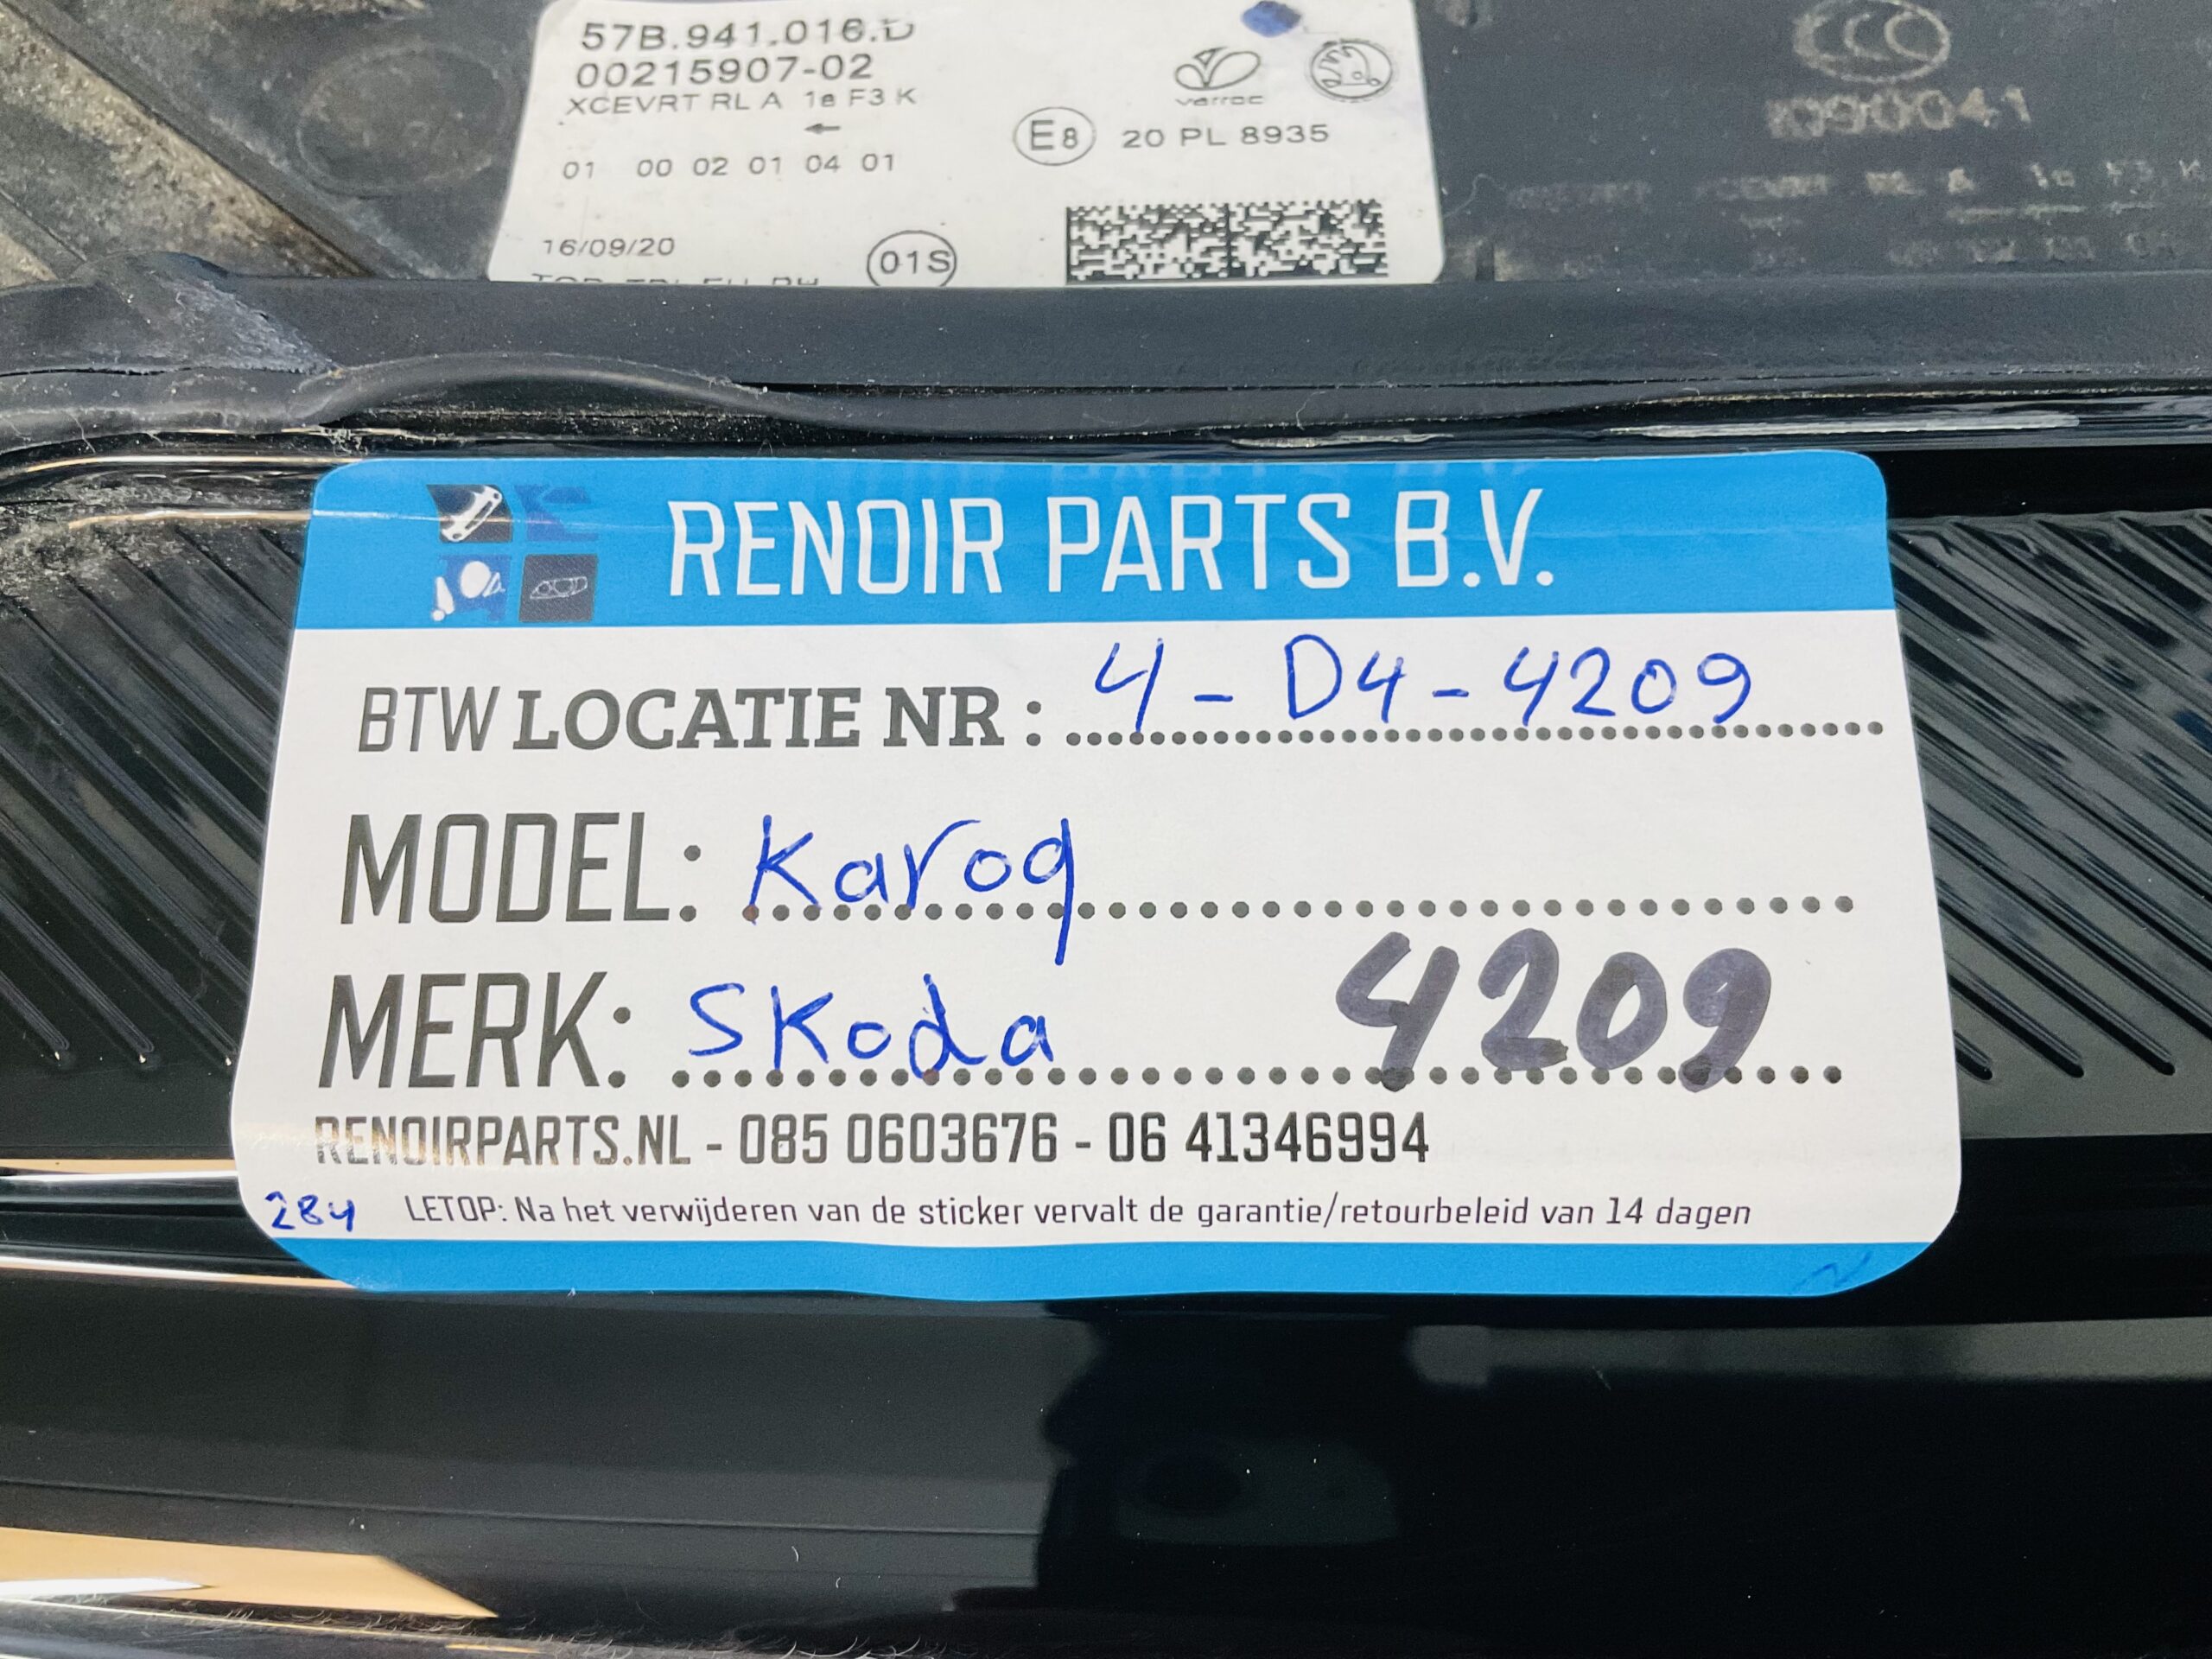 57B.941.016.D
00215907-02
XCEVRT RL A 1a F3 K
01 00 02 01 04 01
16/09/20
01S
varroc
E8 20 PL 8935
CCC
RENOIR PARTS B.V.
BTW LOCATIE NR: 4-D4-4209
MODEL: Karoq
MERK: Skoda 4209
RENOIRPARTS.NL - 085 0603676 - 06 41346994
284 LETOP: Na het verwijderen van de sticker vervalt de garantie/retourbeleid van 14 dagen